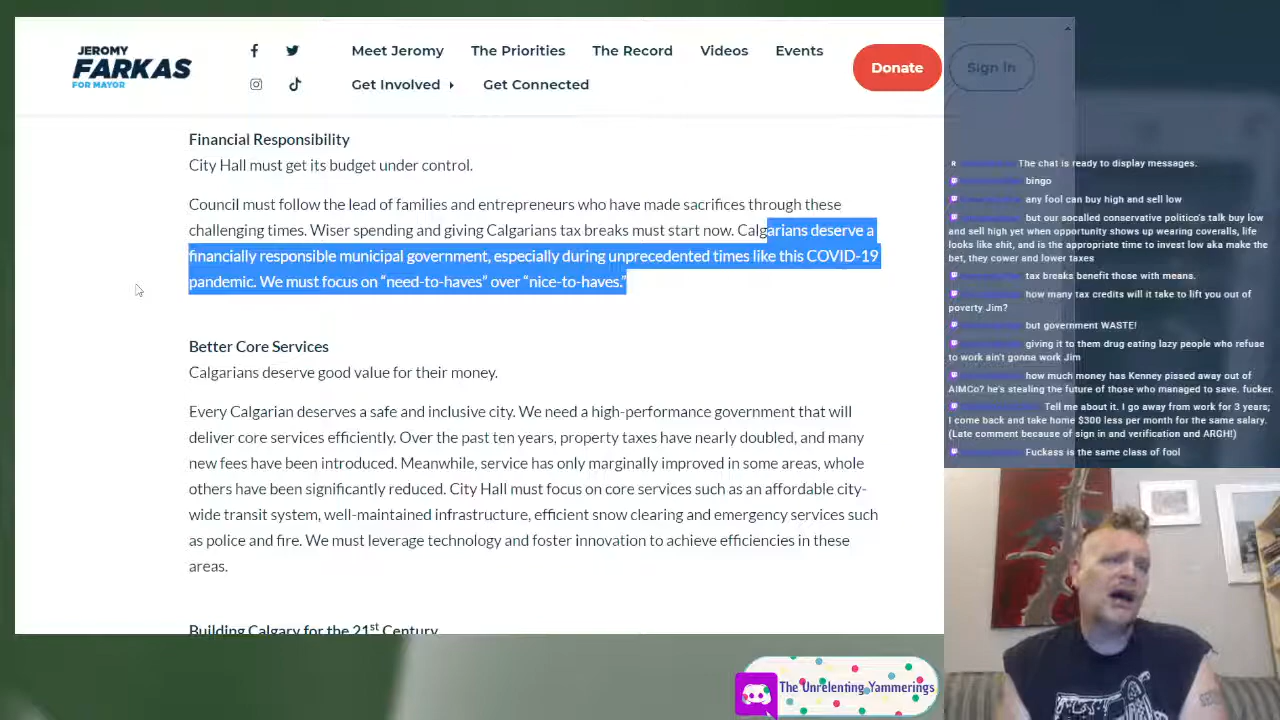 JEROMY
FARKAS
FOR MAYOR
Meet Jeromy
The Priorities
The Record
Videos
Events
Get Involved
Get Connected
Donate
Sign In
Financial Responsibility
City Hall must get its budget under control.
Council must follow the lead of families and entrepreneurs who have made sacrifices through these
challenging times. Wiser spending and giving Calgarians tax breaks must start now. Calgarians deserve a
financially responsible municipal government, especially during unprecedented times like this COVID-19
pandemic. We must focus on “need-to-haves” over “nice-to-haves.”
Better Core Services
Calgarians deserve good value for their money.
Every Calgarian deserves a safe and inclusive city. We need a high-performance government that will
deliver core services efficiently. Over the past ten years, property taxes have nearly doubled, and many
new fees have been introduced. Meanwhile, service has only marginally improved in some areas, whole
others have been significantly reduced. City Hall must focus on core services such as an affordable city-
wide transit system, well-maintained infrastructure, efficient snow clearing and emergency services such
as police and fire. We must leverage technology and foster innovation to achieve efficiencies in these
areas.
Building Calgary for the 21st Century
The chat is ready to display messages.
bingo
any fool can buy high and sell low
but our socalled conservative politico's talk buy low
and sell high yet when opportunity shows up wearing coveralls, life
looks like shit, and is the appropriate time to invest low aka make the
bet, they cower and lower taxes
tax breaks benefit those with means.
how many tax credits will it take to lift you out of
poverty Jim?
but government WASTE!
giving it to them drug eating lazy people who refuse
to work ain't gonna work Jim
how much money has Kenney pissed away out of
AIMCo? he's stealing the future of those who managed to save. fucker.
Tell me about it. I go away from work for 3 years;
I come back and take home $300 less per month for the same salary.
(Late comment because of sign in and verification and ARGH!)
Fuckass is the same class of fool
The Unrelenting Yammerings